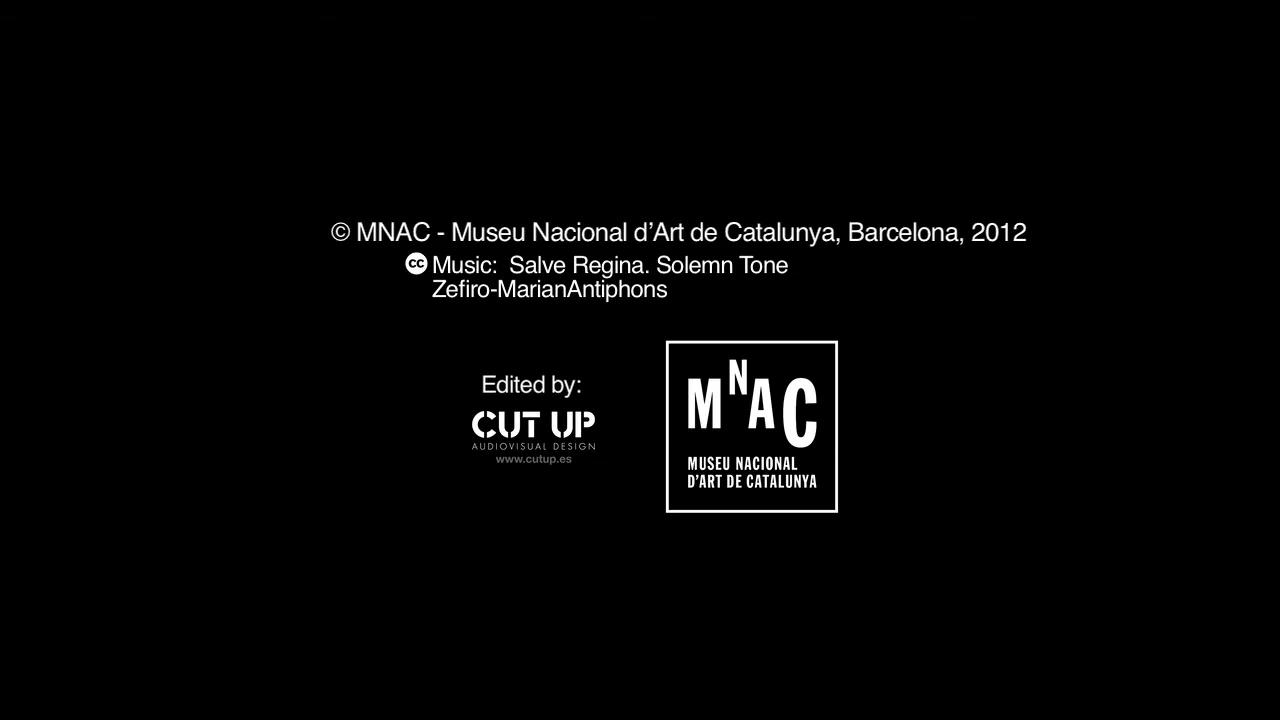 © MNAC - Museu Nacional d’Art de Catalunya, Barcelona, 2012
cc Music: Salve Regina. Solemn Tone
Zefiro-MarianAntiphons
Edited by:
CUT UP
AUDIOVISUAL DESIGN
www.cutup.es
MNAC
MUSEU NACIONAL
D’ART DE CATALUNYA